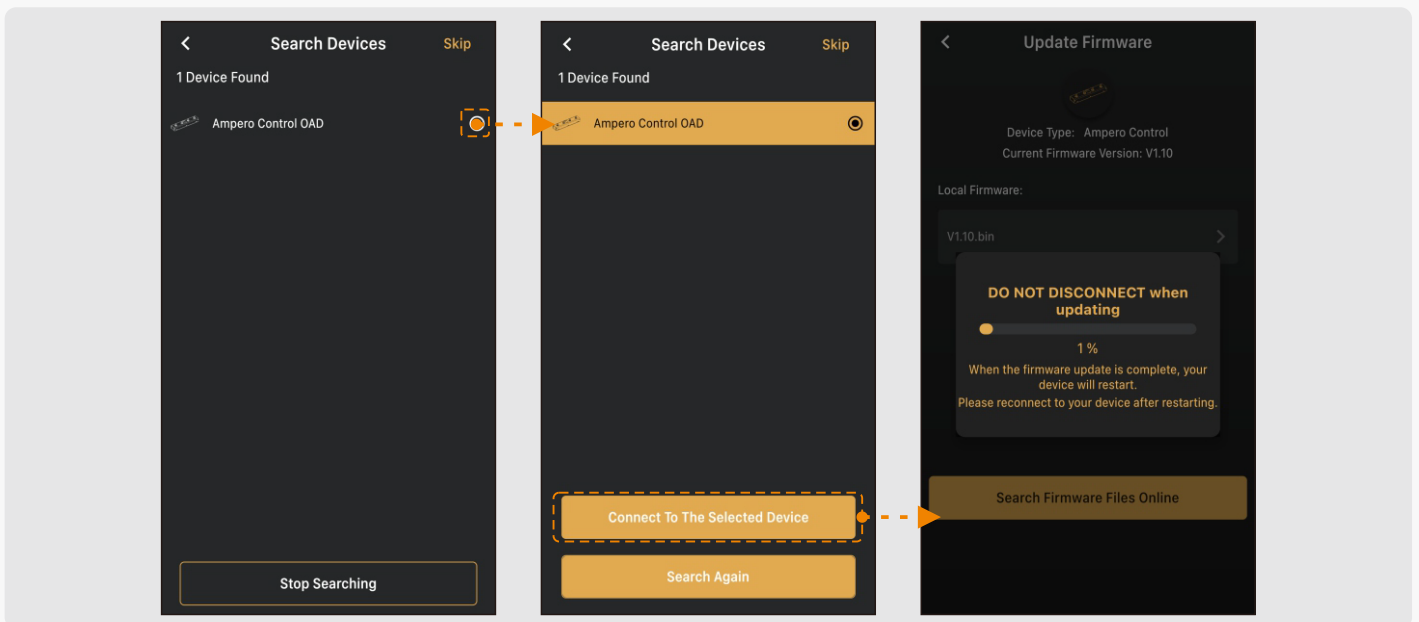 Search Devices
Skip
1 Device Found
Ampero Control OAD
Stop Searching
Search Devices
Skip
1 Device Found
Ampero Control OAD
Connect To The Selected Device
Search Again
Update Firmware
Device Type: Ampero Control
Current Firmware Version: V1.10
Local Firmware:
V1.10.bin
DO NOT DISCONNECT when
updating
1 %
When the firmware update is complete, your
device will restart.
Please reconnect to your device after restarting.
Search Firmware Files Online